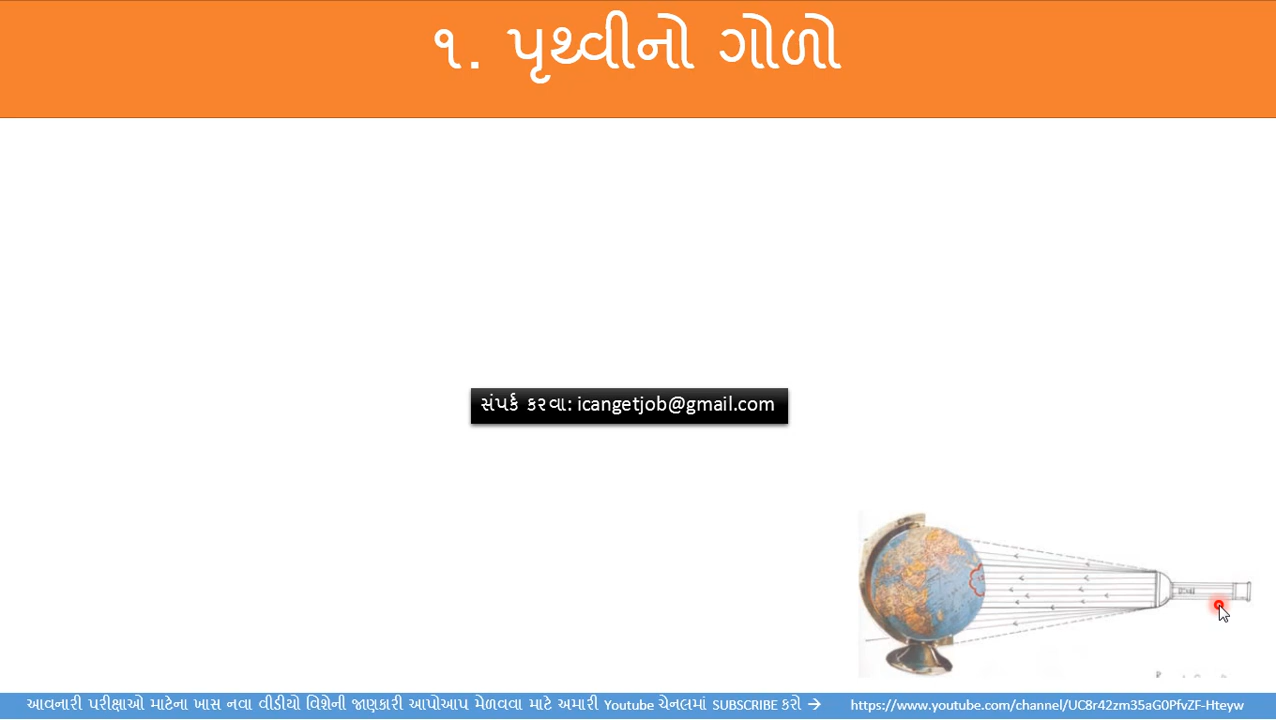 ૧. પૃથ્વીનો ગોળો
સંપર્ક કરવા: icangetjob@gmail.com
આવનારી પરીક્ષાઓ માટેના ખાસ નવા વીડીયો વિશેની જાણકારી આપોઆપ મેળવવા માટે અમારી Youtube ચેનલમાં SUBSCRIBE કરો → https://www.youtube.com/channel/UC8r42zm35aG0PfvZF-Hteyw